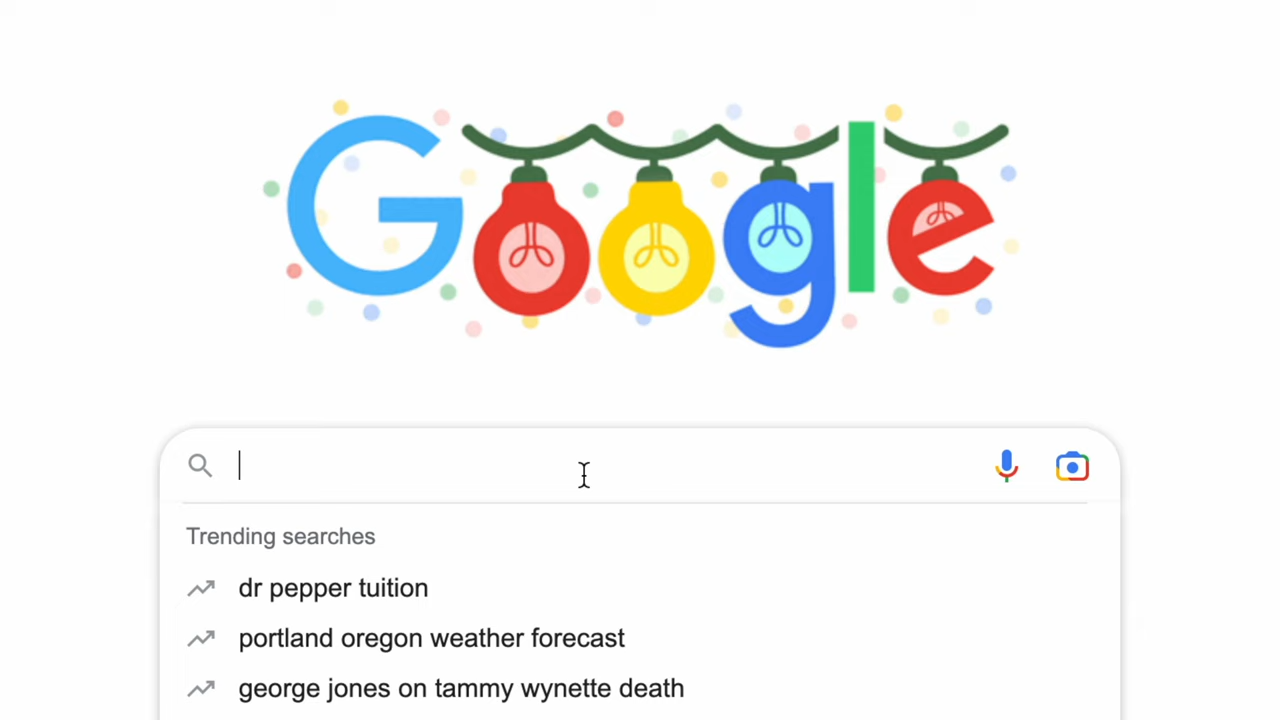 Google
Trending searches
dr pepper tuition
portland oregon weather forecast
george jones on tammy wynette death